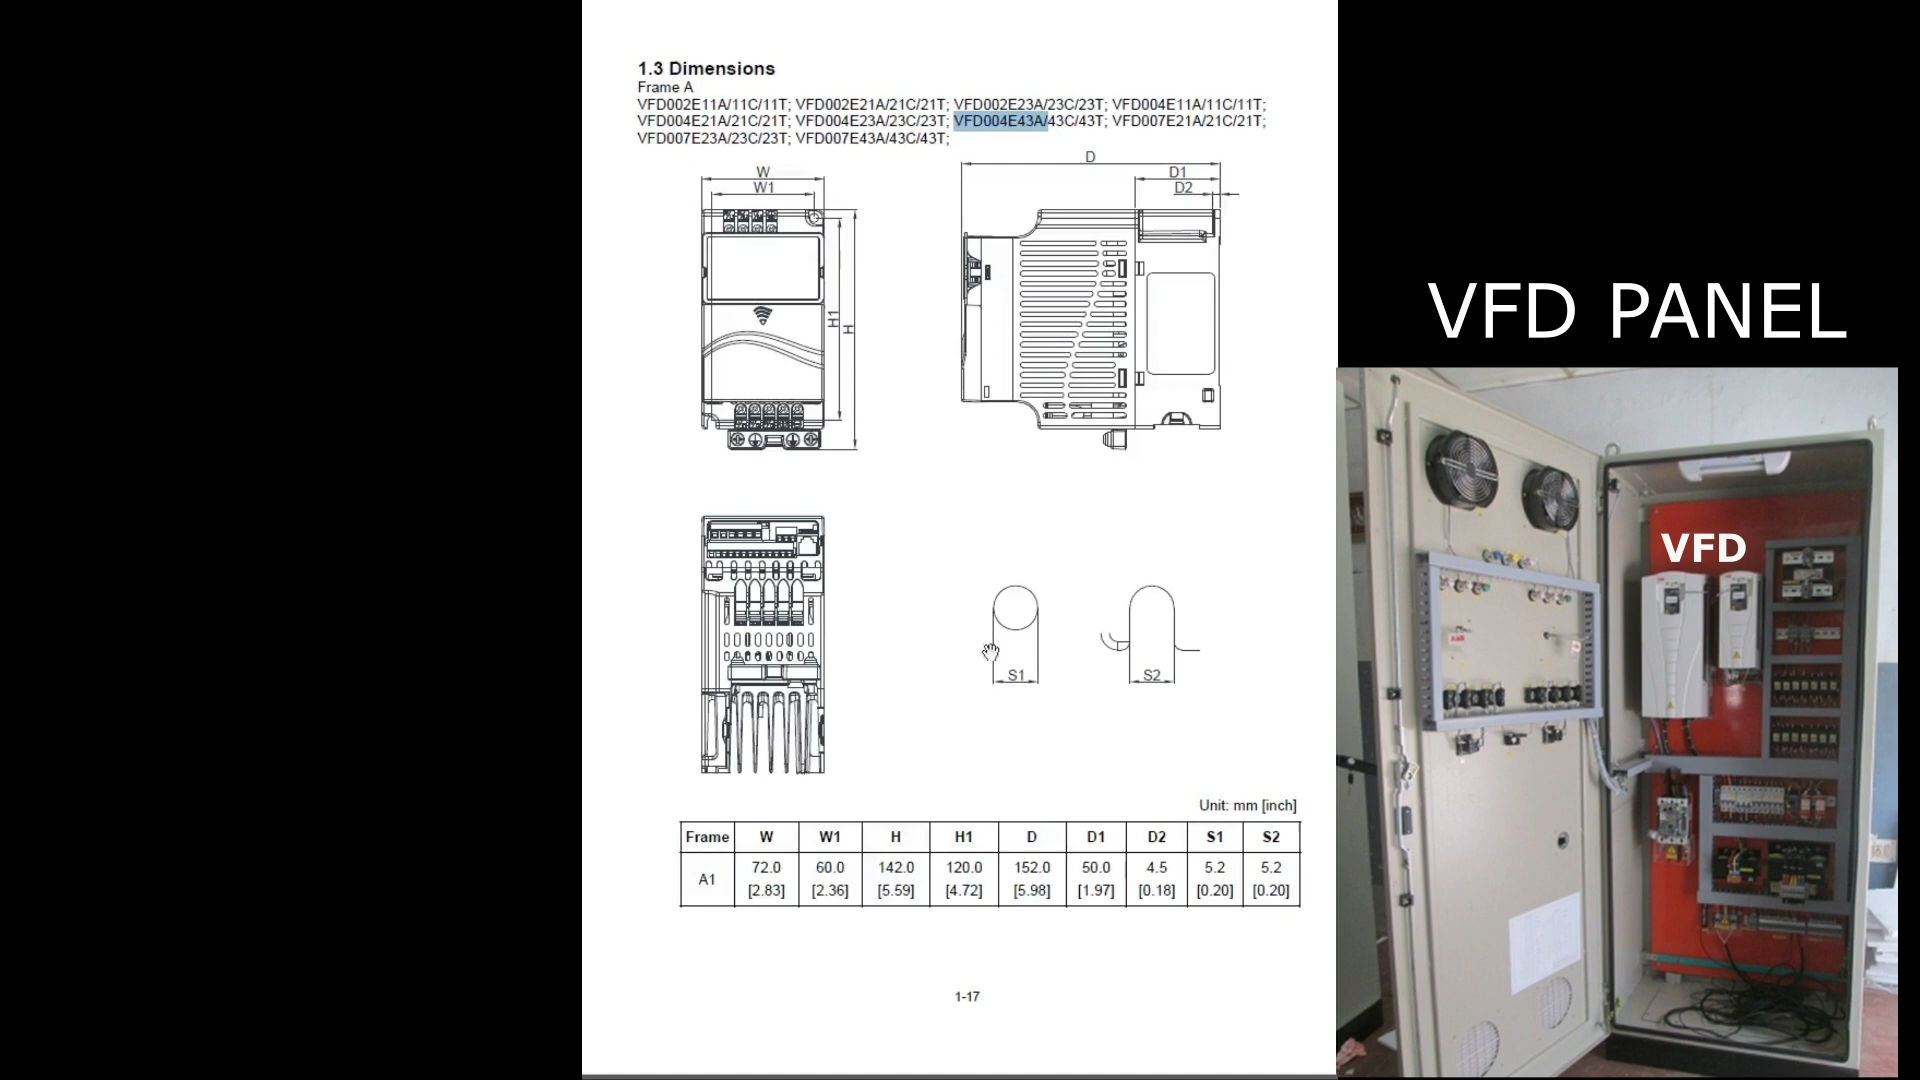 1.3 Dimensions
Frame A
VFD002E11A/11C/11T; VFD002E21A/21C/21T; VFD002E23A/23C/23T; VFD004E11A/11C/11T;
VFD004E21A/21C/21T; VFD004E23A/23C/23T; VFD004E43A/43C/43T; VFD007E21A/21C/21T;
VFD007E23A/23C/23T; VFD007E43A/43C/43T;
W
W1
H1
H
D
D1
D2
S1
S2
Unit: mm [inch]
Frame W W1 H H1 D D1 D2 S1 S2
A1 72.0 60.0 142.0 120.0 152.0 50.0 4.5 5.2 5.2
[2.83] [2.36] [5.59] [4.72] [5.98] [1.97] [0.18] [0.20] [0.20]
1-17
VFD PANEL
VFD
ABB